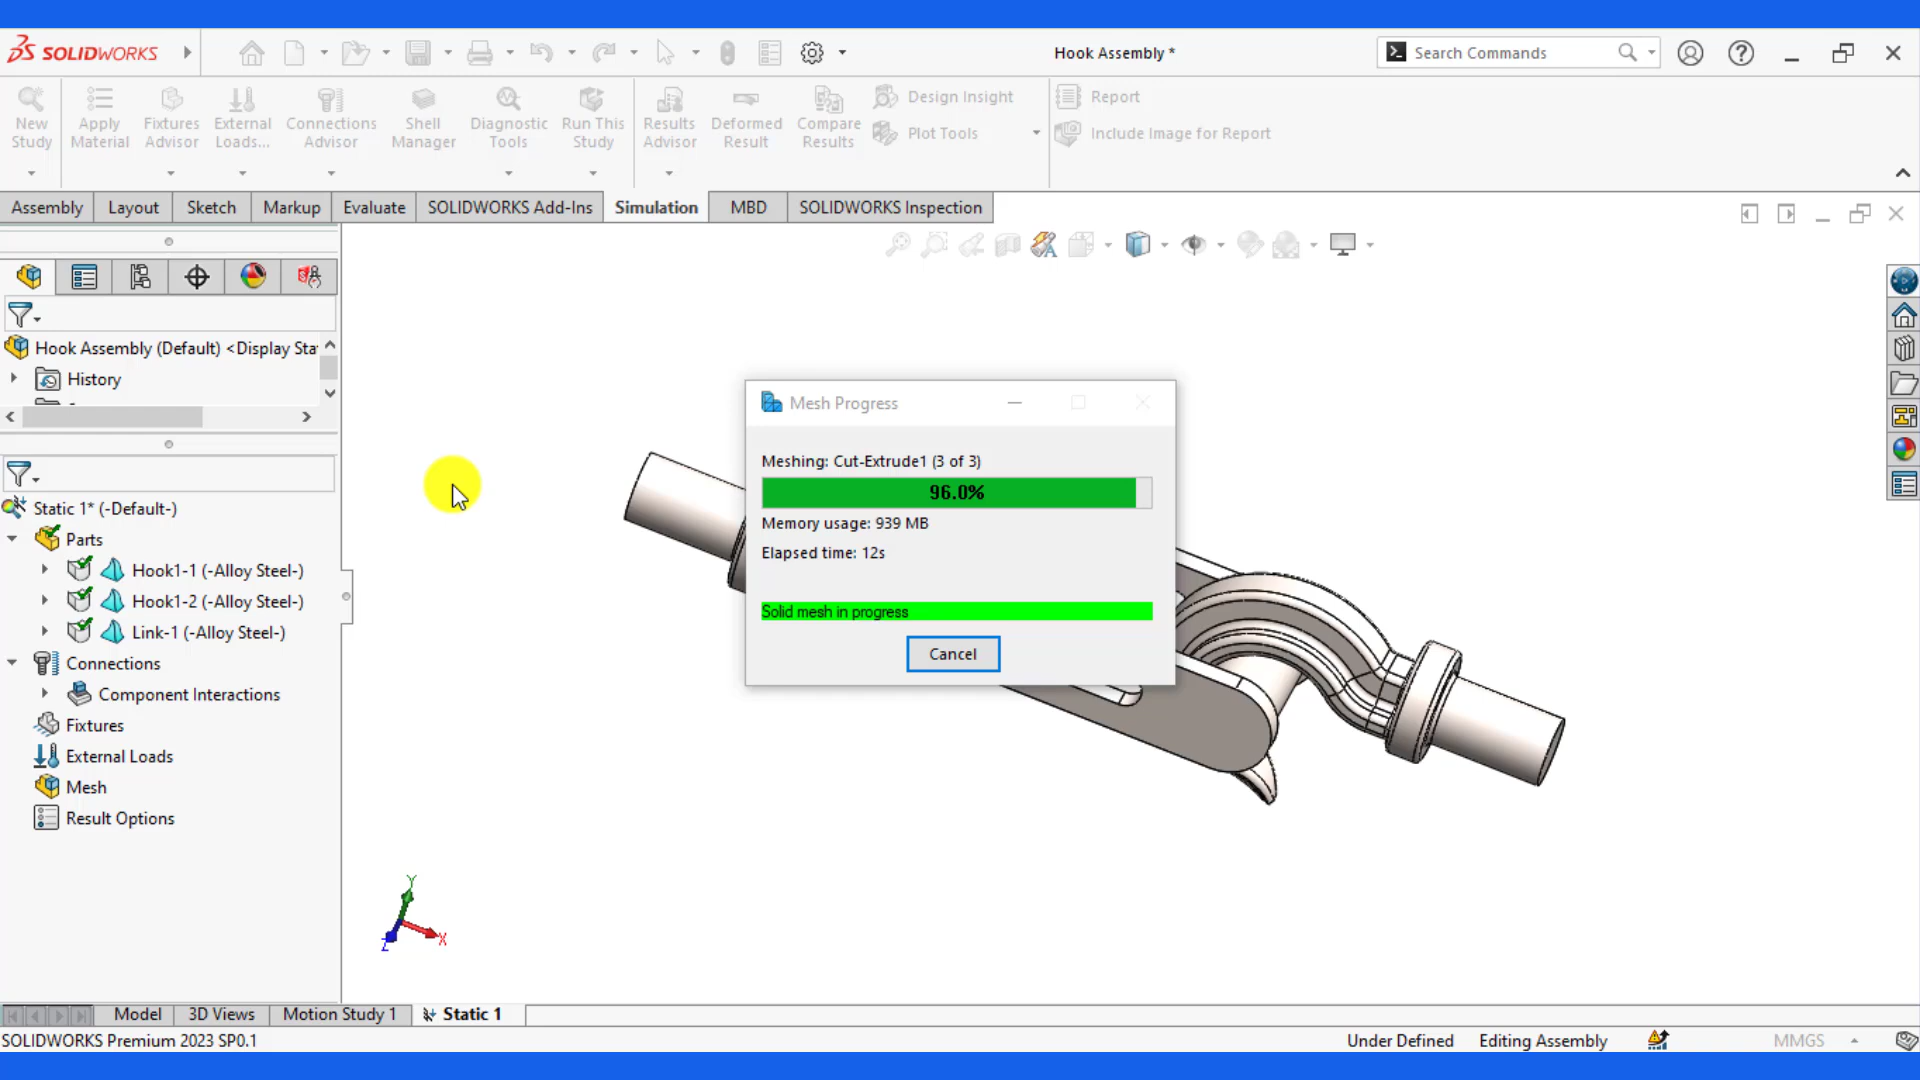 SOLIDWORKS
Hook Assembly *
Search Commands
New Study
Apply Material
Fixtures Advisor
External Loads...
Connections Advisor
Shell Manager
Diagnostic Tools
Run This Study
Results Advisor
Deformed Result
Compare Results
Design Insight
Plot Tools
Report
Include Image for Report
Assembly
Layout
Sketch
Markup
Evaluate
SOLIDWORKS Add-Ins
Simulation
MBD
SOLIDWORKS Inspection
Hook Assembly (Default) <Display Sta
History
Static 1* (-Default-)
Parts
Hook1-1 (-Alloy Steel-)
Hook1-2 (-Alloy Steel-)
Link-1 (-Alloy Steel-)
Connections
Component Interactions
Fixtures
External Loads
Mesh
Result Options
Mesh Progress
Meshing: Cut-Extrude1 (3 of 3)
96.0%
Memory usage: 939 MB
Elapsed time: 12s
Solid mesh in progress
Cancel
Y
X
Z
Model
3D Views
Motion Study 1
Static 1
SOLIDWORKS Premium 2023 SP0.1
Under Defined
Editing Assembly
MMGS